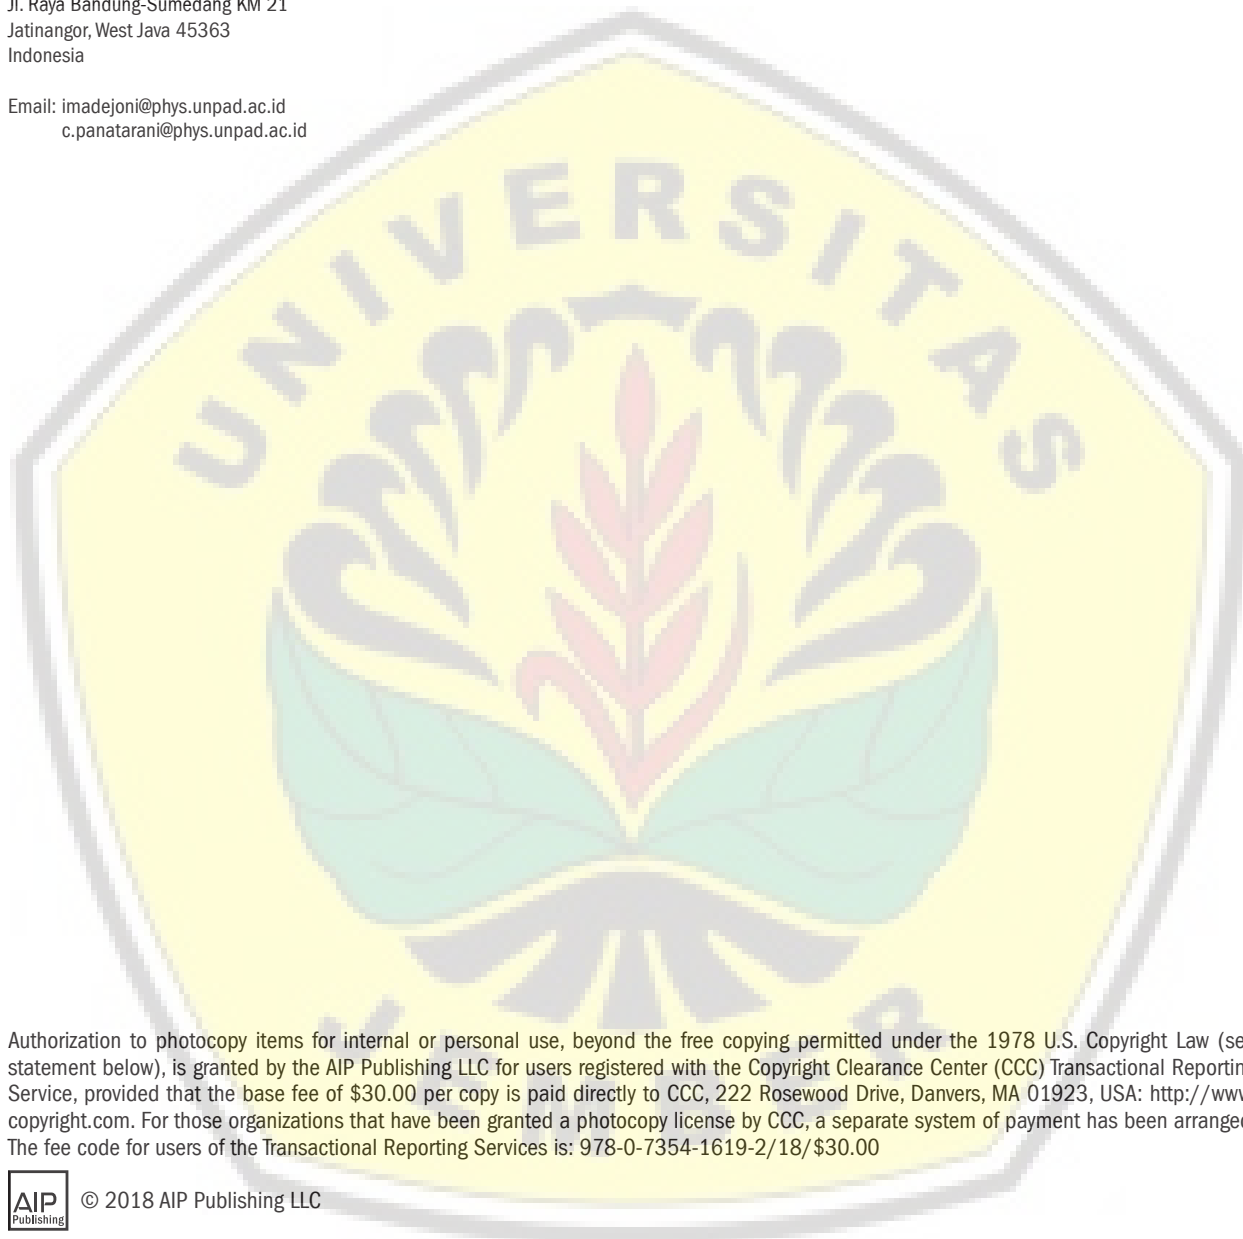 Jl. Raya Bandung-Sumedang KM 21
Jatinangor, West Java 45363
Indonesia
Email: imadejoni@phys.unpad.ac.id
c.panatarani@phys.unpad.ac.id
UNIVERSITAS
JEMBER
Authorization to photocopy items for internal or personal use, beyond the free copying permitted under the 1978 U.S. Copyright Law (se
statement below), is granted by the AIP Publishing LLC for users registered with the Copyright Clearance Center (CCC) Transactional Reportin
Service, provided that the base fee of $30.00 per copy is paid directly to CCC, 222 Rosewood Drive, Danvers, MA 01923, USA: http://www
copyright.com. For those organizations that have been granted a photocopy license by CCC, a separate system of payment has been arranged
The fee code for users of the Transactional Reporting Services is: 978-0-7354-1619-2/18/$30.00
AIP
Publishing
© 2018 AIP Publishing LLC